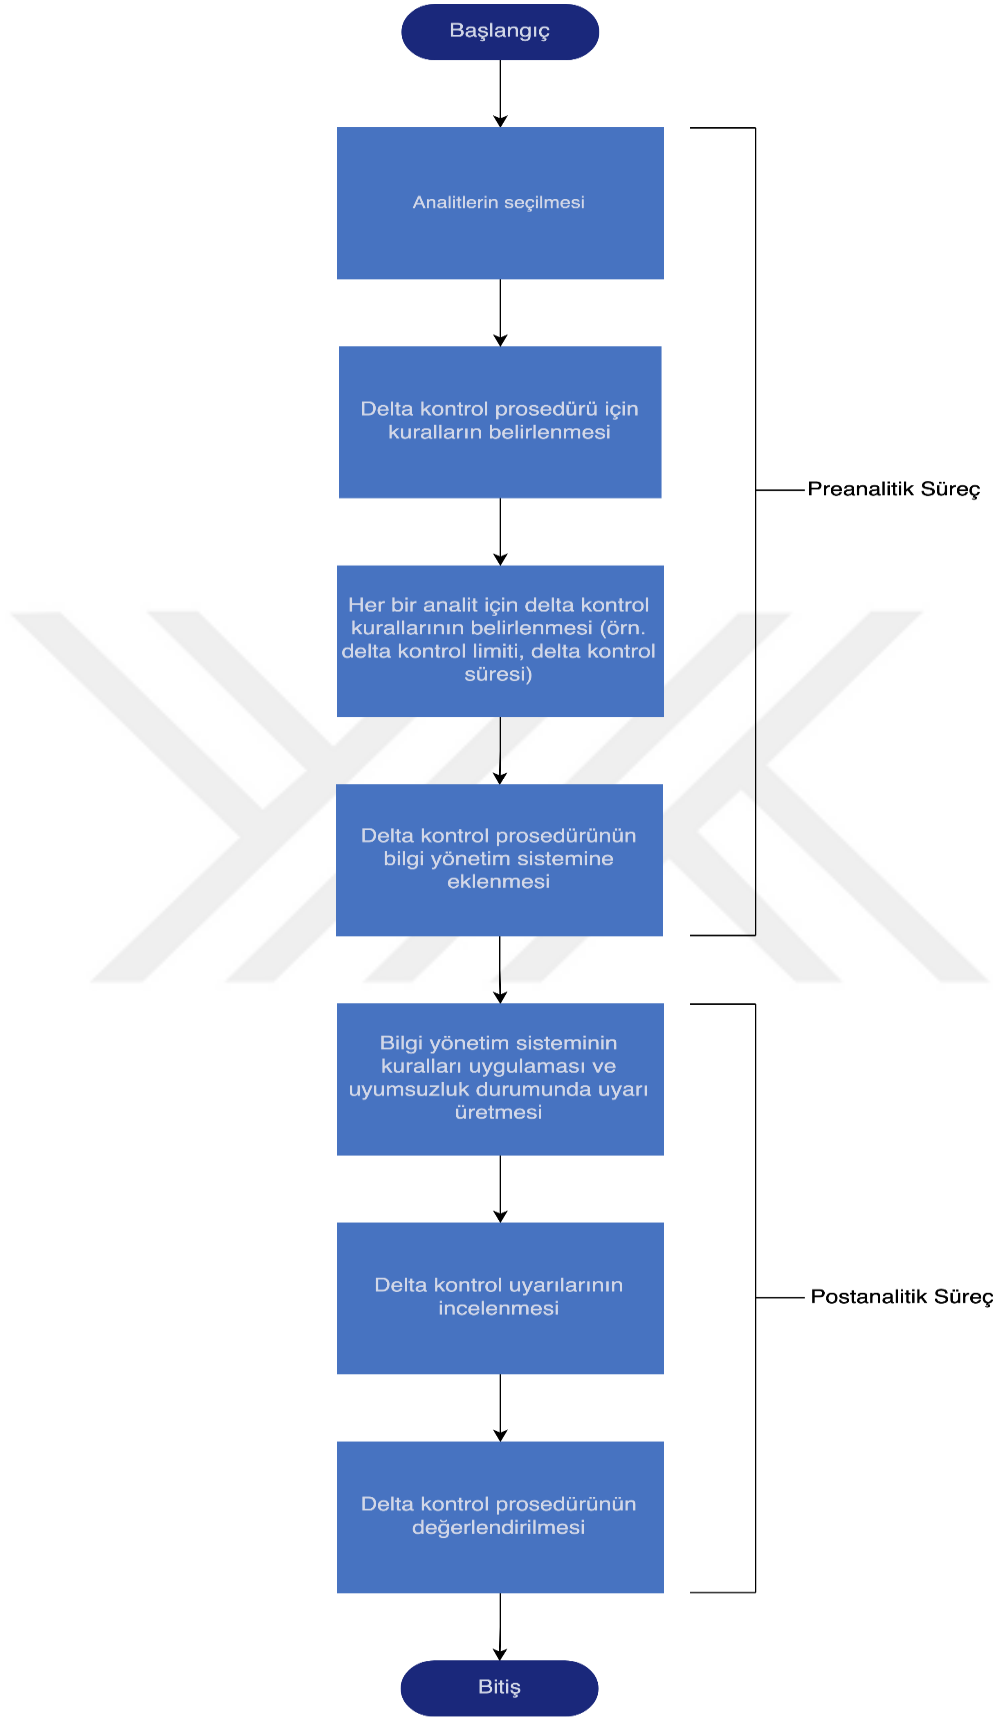 Başlangıç
Analitlerin seçilmesi
Delta kontrol prosedürü için
kuralların belirlenmesi
Her bir analit için delta kontrol
kurallarının belirlenmesi (örn.
delta kontrol limiti, delta kontrol
süresi)
Delta kontrol prosedürünün
bilgi yönetim sistemine
eklenmesi
Preanalitik Süreç
Bilgi yönetim sisteminin
kuralları uygulaması ve
uyumsuzluk durumunda uyarı
üretmesi
Delta kontrol uyarılarının
incelenmesi
Delta kontrol prosedürünün
değerlendirilmesi
Postanalitik Süreç
Bitiş